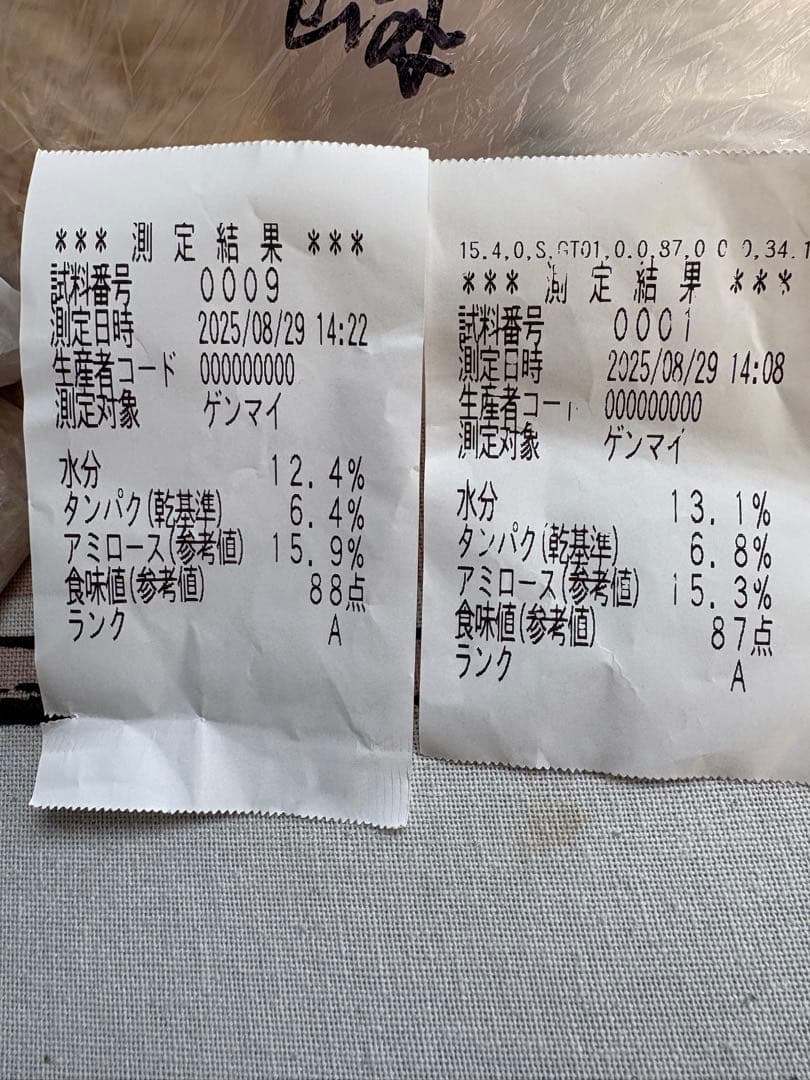 *** 測 定 結 果 ***
試料番号 0009
測定日時 2025/08/29 14:22
生産者コード 000000000
測定対象 ゲンマイ
水分 12.4%
タンパク(乾基準) 6.4%
アミロース(参考値) 15.9%
食味値(参考値) 88点
ランク A
15.4,0,S,GT01,0,0,87,0 0 0,34.1
*** 測 定 結 果 ***
試料番号 0001
測定日時 2025/08/29 14:08
生産者コード 000000000
測定対象 ゲンマイ
水分 13.1%
タンパク(乾基準) 6.8%
アミロース(参考値) 15.3%
食味値(参考値) 87点
ランク A